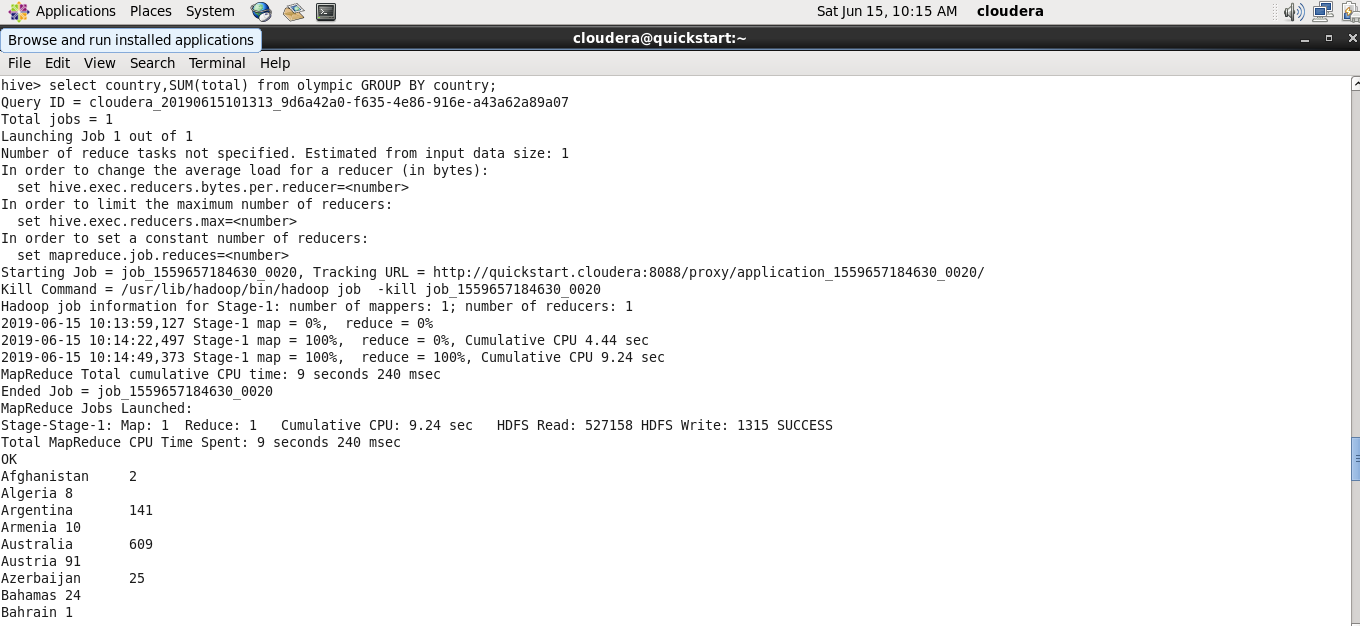 Applications Places System Sat Jun 15, 10:15 AM cloudera
Browse and run installed applications cloudera@quickstart:~
File Edit View Search Terminal Help
hive> select country,SUM(total) from olympic GROUP BY country;
Query ID = cloudera_20190615101313_9d6a42a0-f635-4e86-916e-a43a62a89a07
Total jobs = 1
Launching Job 1 out of 1
Number of reduce tasks not specified. Estimated from input data size: 1
In order to change the average load for a reducer (in bytes):
  set hive.exec.reducers.bytes.per.reducer=<number>
In order to limit the maximum number of reducers:
  set hive.exec.reducers.max=<number>
In order to set a constant number of reducers:
  set mapreduce.job.reduces=<number>
Starting Job = job_1559657184630_0020, Tracking URL = http://quickstart.cloudera:8088/proxy/application_1559657184630_0020/
Kill Command = /usr/lib/hadoop/bin/hadoop job  -kill job_1559657184630_0020
Hadoop job information for Stage-1: number of mappers: 1; number of reducers: 1
2019-06-15 10:13:59,127 Stage-1 map = 0%,  reduce = 0%
2019-06-15 10:14:22,497 Stage-1 map = 100%,  reduce = 0%, Cumulative CPU 4.44 sec
2019-06-15 10:14:49,373 Stage-1 map = 100%,  reduce = 100%, Cumulative CPU 9.24 sec
MapReduce Total cumulative CPU time: 9 seconds 240 msec
Ended Job = job_1559657184630_0020
MapReduce Jobs Launched:
Stage-Stage-1: Map: 1  Reduce: 1   Cumulative CPU: 9.24 sec   HDFS Read: 527158 HDFS Write: 1315 SUCCESS
Total MapReduce CPU Time Spent: 9 seconds 240 msec
OK
Afghanistan     2
Algeria 8
Argentina       141
Armenia 10
Australia       609
Austria 91
Azerbaijan      25
Bahamas 24
Bahrain 1